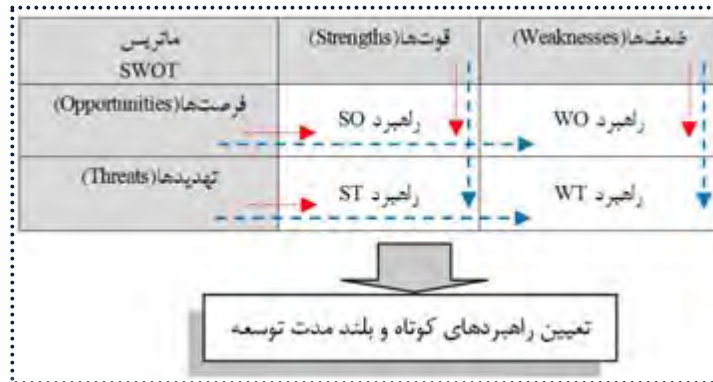 ماتریس
SWOT
قوت‌ها(Strengths)
ضعف‌ها(Weaknesses)
فرصت‌ها(Opportunities)
راهبرد SO
راهبرد WO
تهدیدها(Threats)
راهبرد ST
راهبرد WT
تعیین راهبردهای کوتاه و بلند مدت توسعه